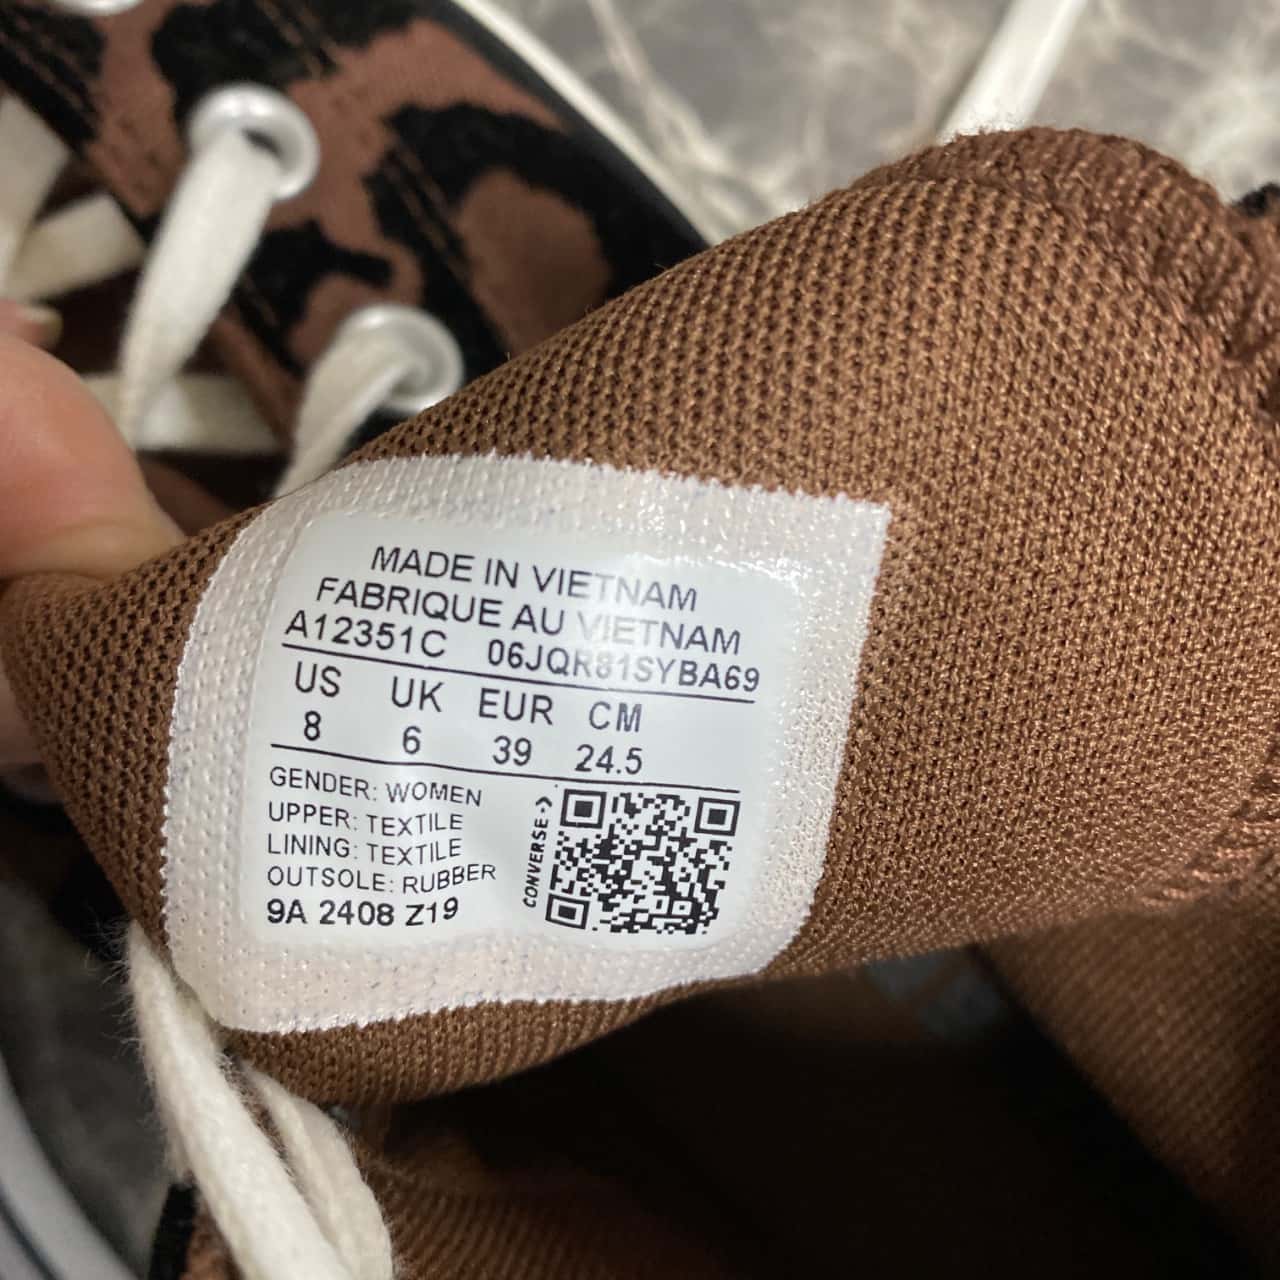 MADE IN VIETNAM
FABRIQUE AU VIETNAM
A12351C 06JQR81SYBA69
US UK EUR CM
8 6 39 24.5
GENDER: WOMEN
UPPER: TEXTILE
LINING: TEXTILE
OUTSOLE: RUBBER
9A 2408 Z19
CONVERSE